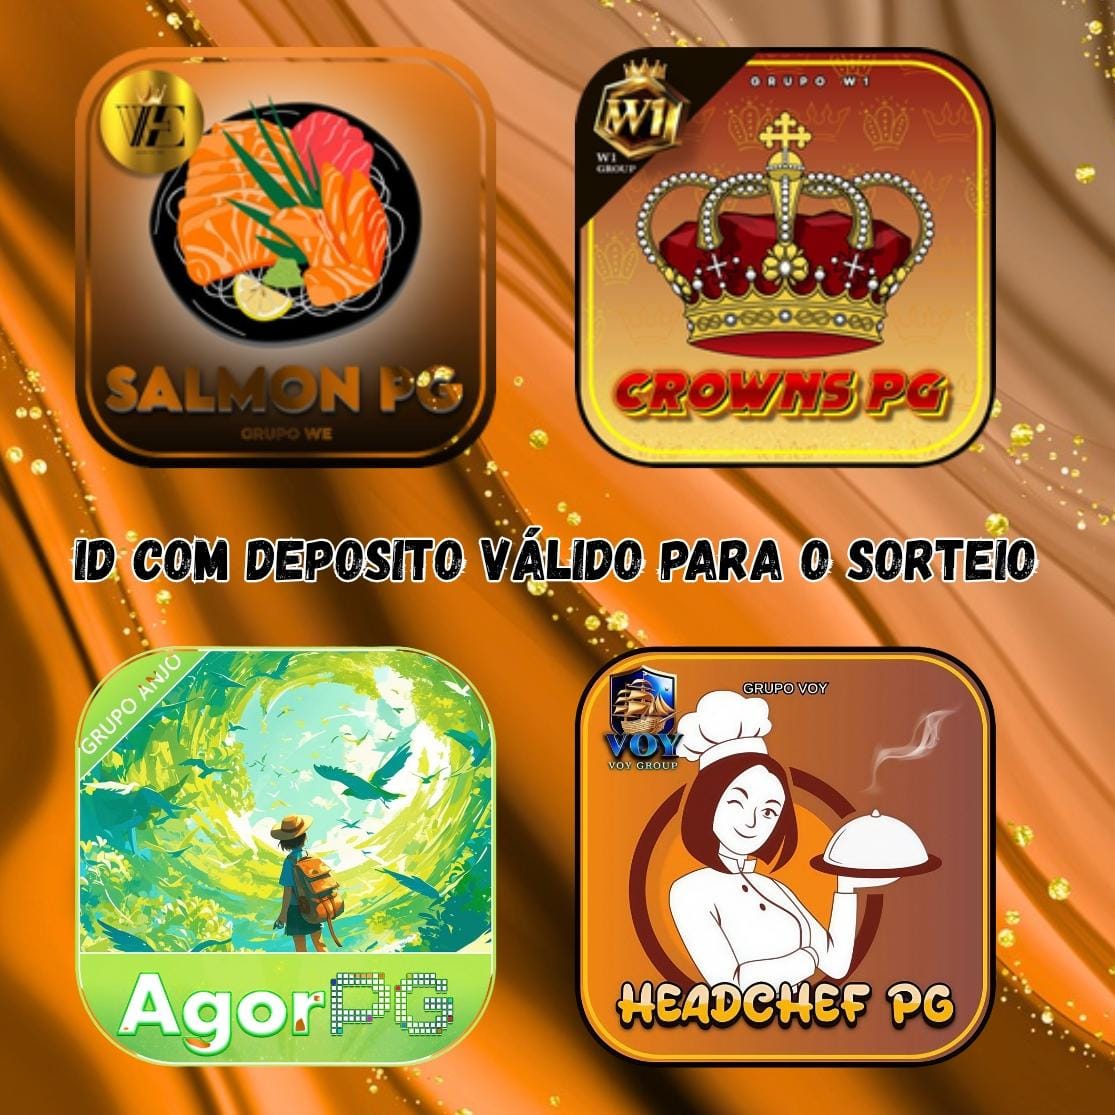 WE
SALMON PG
GRUPO WE
GRUPO W1
W1
W1
GROUP
CROWNS PG
ID COM DEPOSITO VÁLIDO PARA O SORTEIO
GRUPO ANJO
AgorPG
GRUPO VOY
VOY
VOY GROUP
HEADCHEF PG